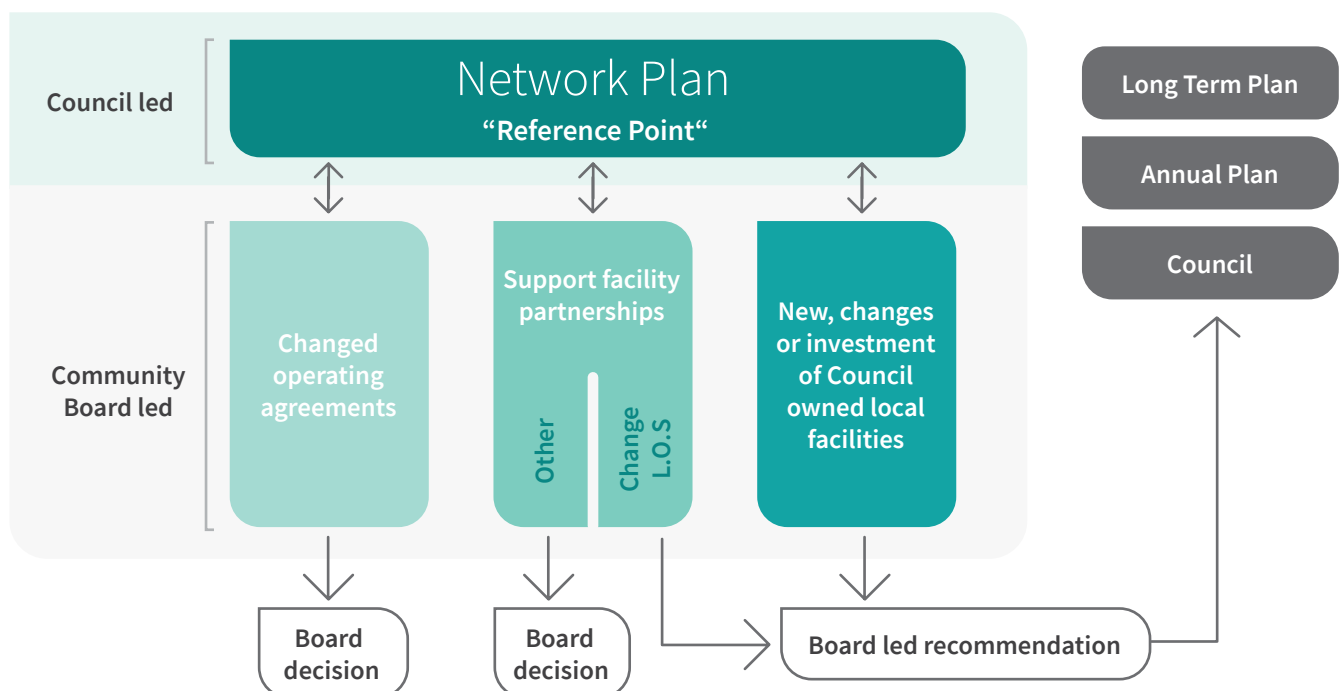 Council led
Network Plan
“Reference Point“
Long Term Plan
Annual Plan
Council
Community
Board led
Changed
operating
agreements
Support facility
partnerships
Other
Change
L.O.S
New, changes
or investment
of Council
owned local
facilities
Board
decision
Board
decision
Board led recommendation